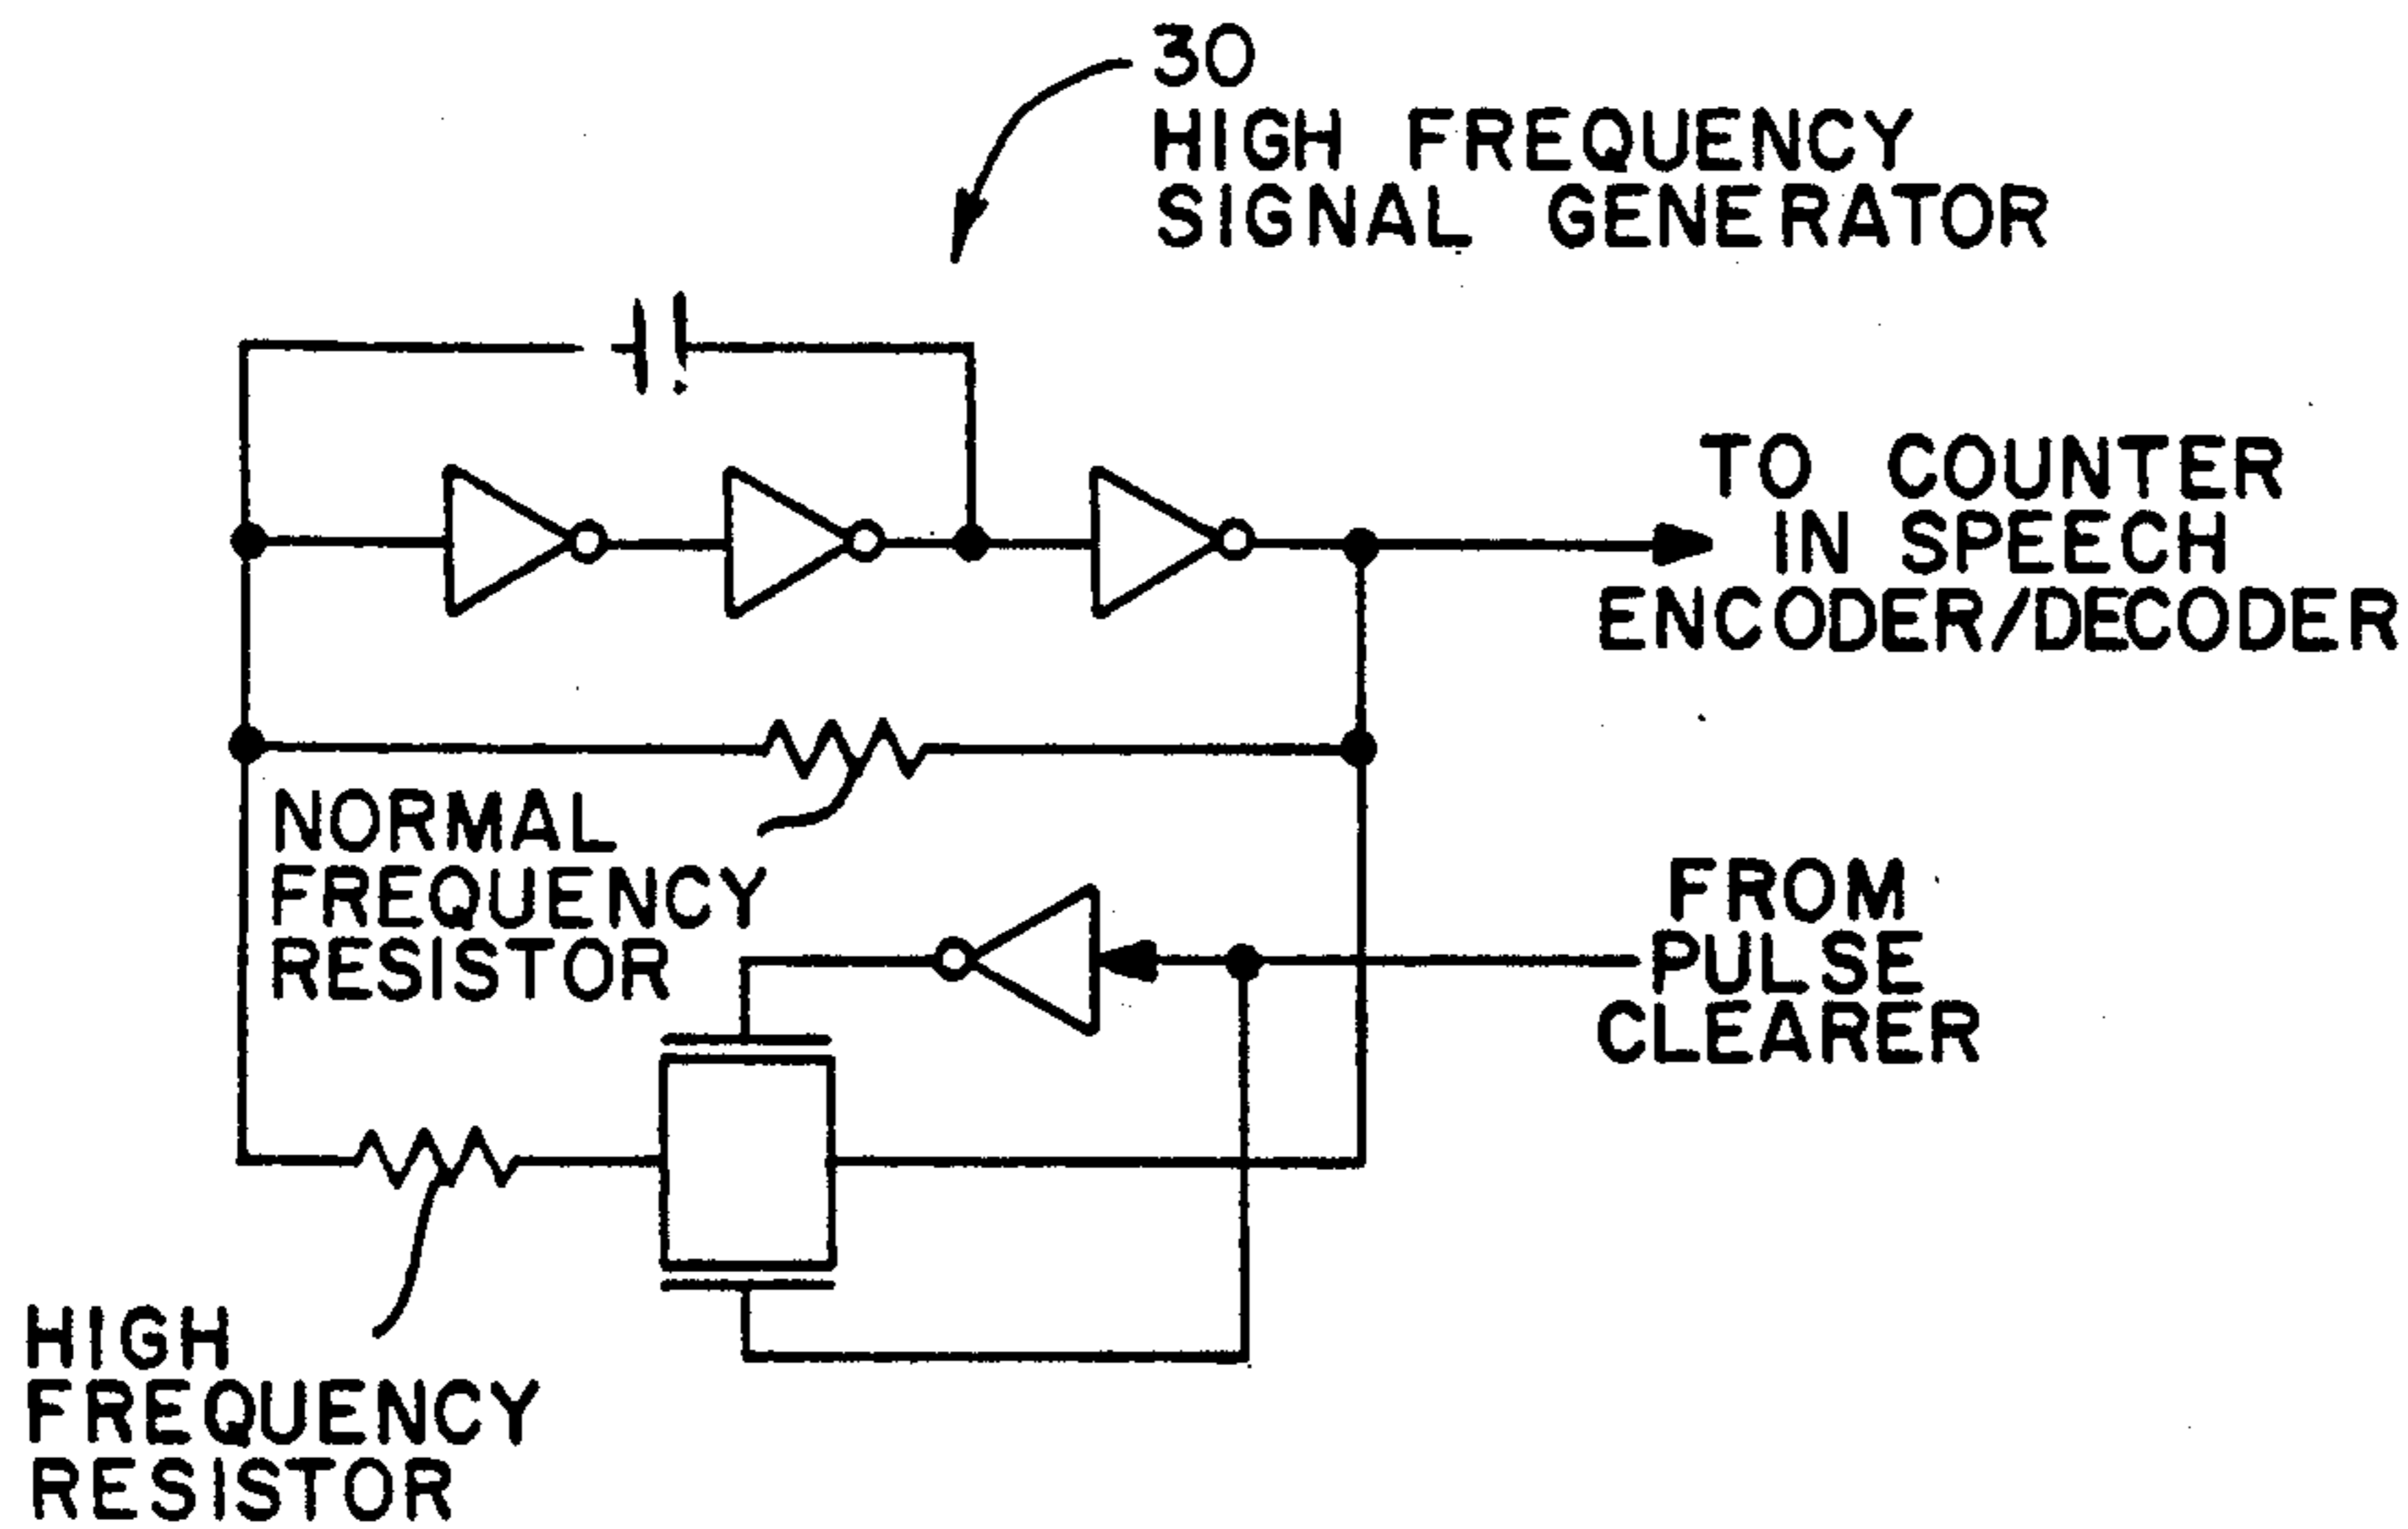 30
HIGH FREQUENCY
SIGNAL GENERATOR
TO COUNTER
IN SPEECH
ENCODER/DECODER
NORMAL
FREQUENCY
RESISTOR
FROM
PULSE
CLEARER
HIGH
FREQUENCY
RESISTOR